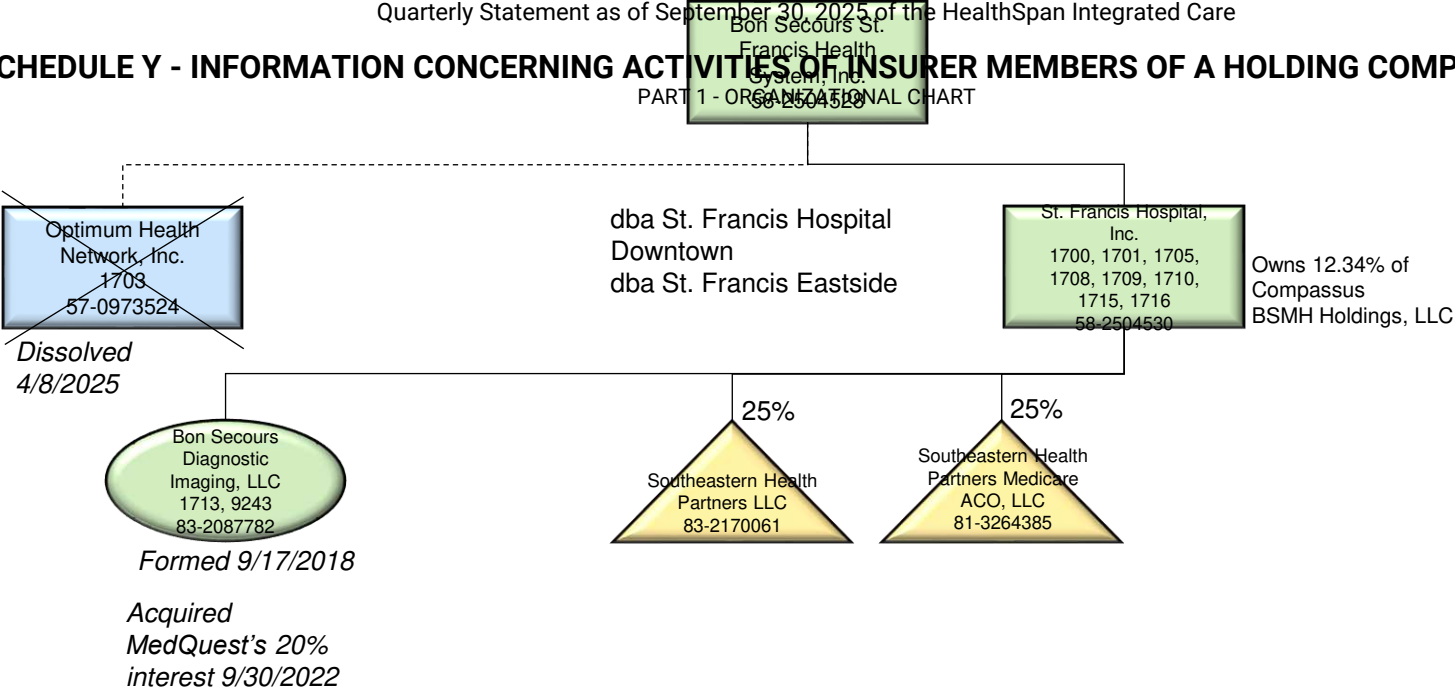 Quarterly Statement as of September 30, 2025 of the HealthSpan Integrated Care
CHEDULE Y - INFORMATION CONCERNING ACTIVITIES OF INSURER MEMBERS OF A HOLDING COMP
PART 1 - ORGANIZATIONAL CHART
Bon Secours St.
Francis Health
System, Inc.
58-2504528
Optimum Health
Network, Inc.
1703
57-0973524
Dissolved
4/8/2025
dba St. Francis Hospital
Downtown
dba St. Francis Eastside
St. Francis Hospital,
Inc.
1700, 1701, 1705,
1708, 1709, 1710,
1715, 1716
58-2504530
Owns 12.34% of
Compassus
BSMH Holdings, LLC
Bon Secours
Diagnostic
Imaging, LLC
1713, 9243
83-2087782
Formed 9/17/2018
Acquired
MedQuest’s 20%
interest 9/30/2022
25%
Southeastern Health
Partners LLC
83-2170061
25%
Southeastern Health
Partners Medicare
ACO, LLC
81-3264385